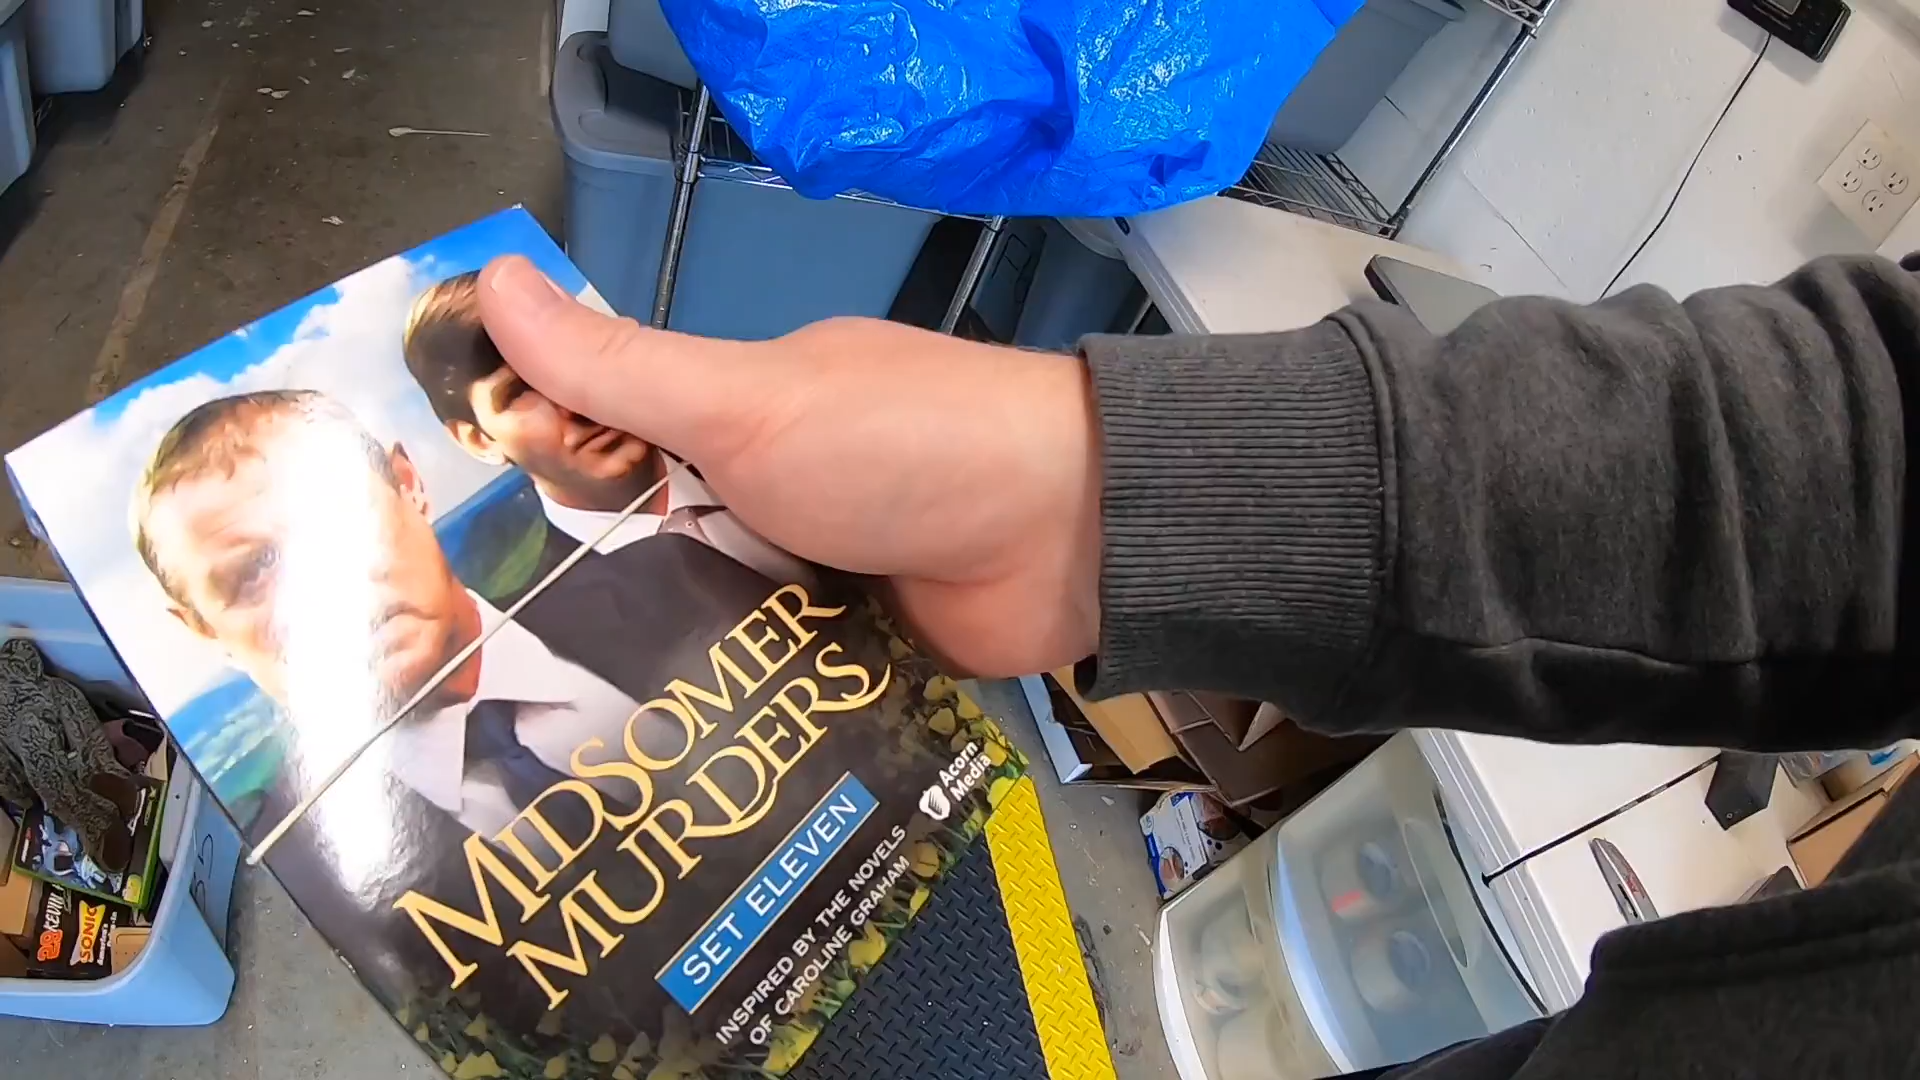 MIDSOMER
MURDERS
SET ELEVEN
INSPIRED BY THE NOVELS
OF CAROLINE GRAHAM
Acorn
Media
SONIC